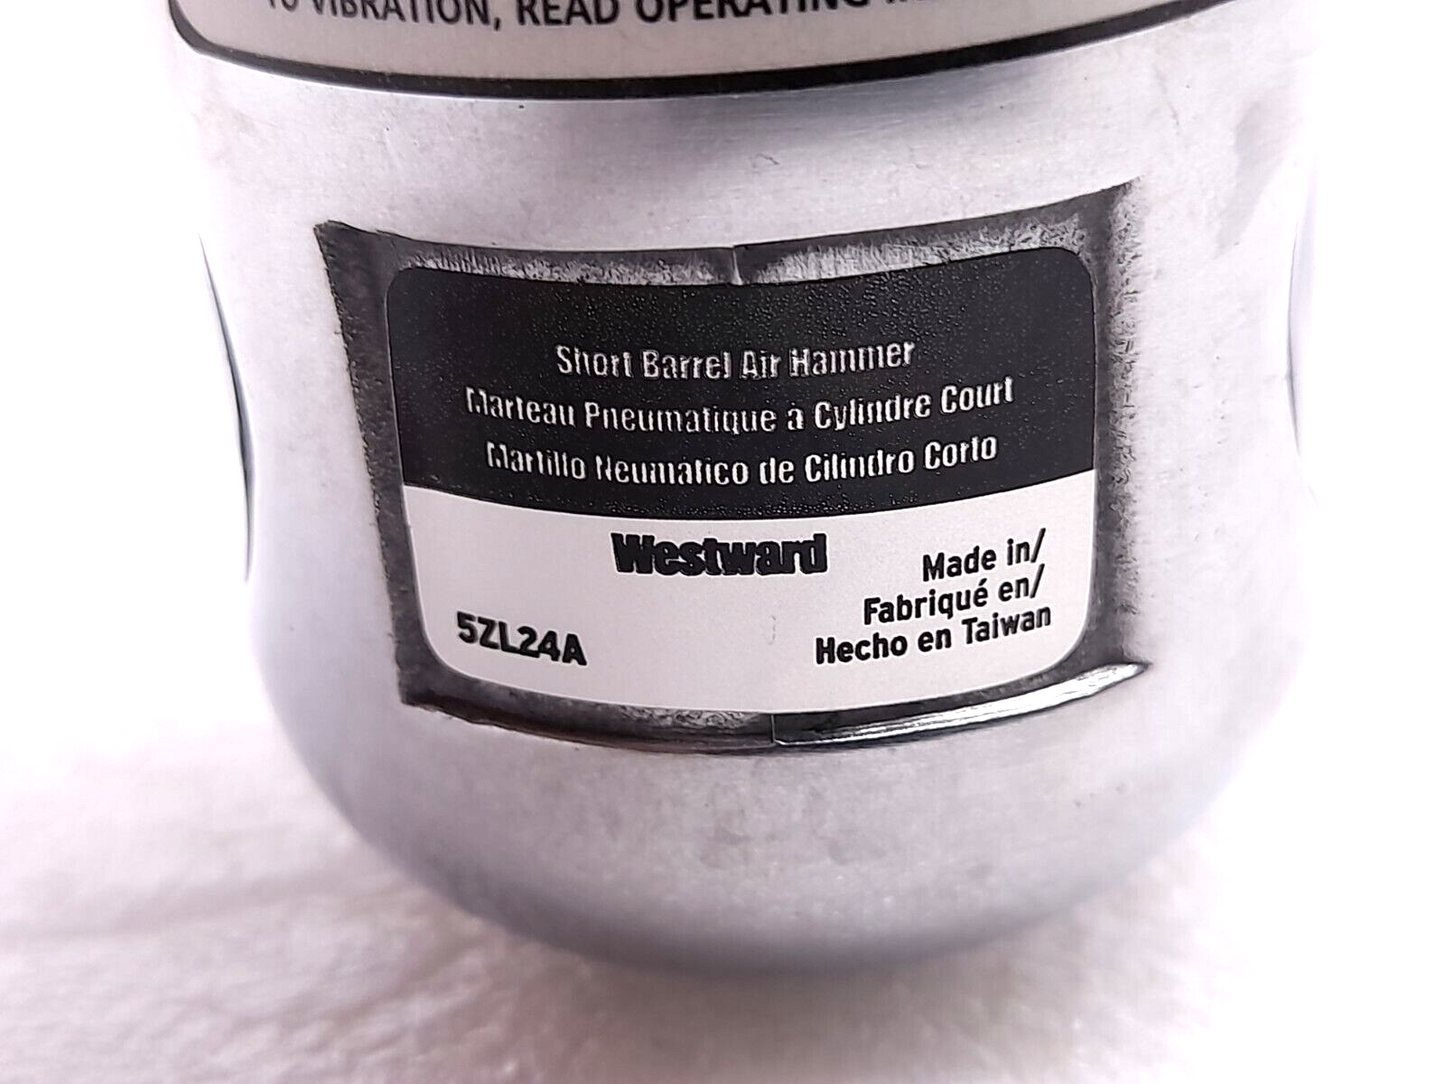 TO VIBRATION, READ OPERATING
Short Barrel Air Hammer
Marteau Pneumatique à Cylindre Court
Martillo Neumático de Cilindro Corto
Westward
5ZL24A
Made in/
Fabriqué en/
Hecho en Taiwan